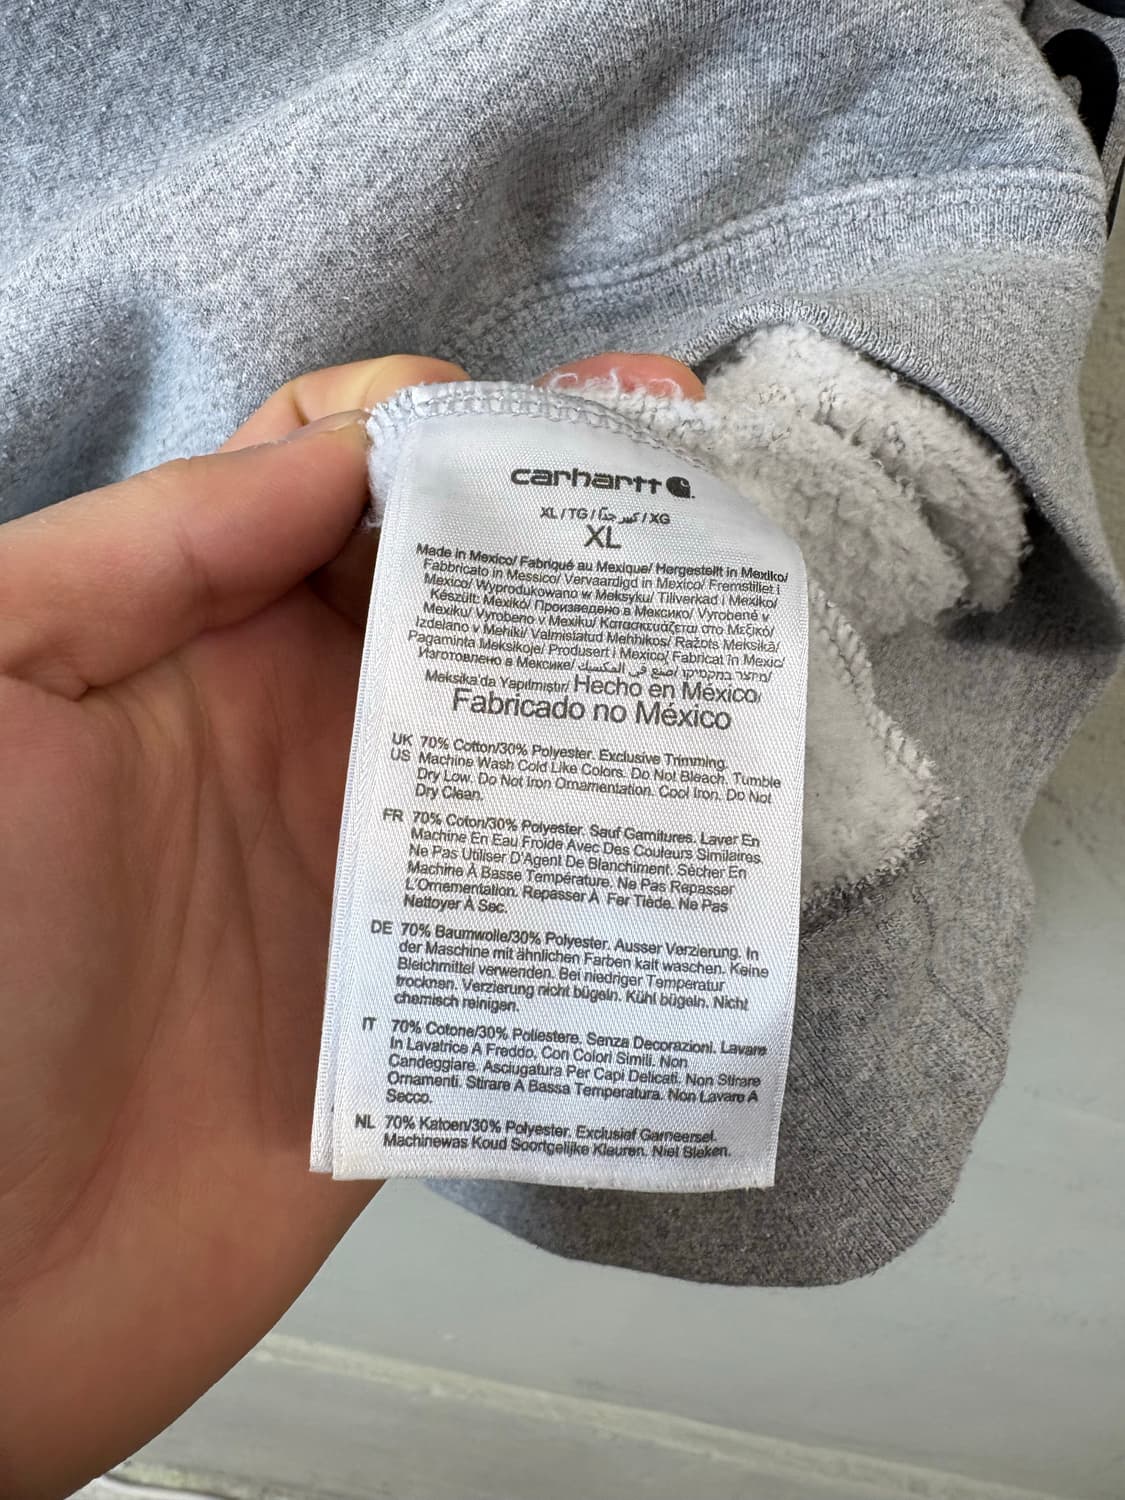 carhartt
XL/TG/كبير جدًا/XG
XL
Made in Mexico/ Fabriqué au Mexique/ Hergestellt in Mexiko/
Fabbricato in Messico/ Vervaardigd in Mexico/ Fremstillet i
Mexico/ Wyprodukowano w Meksyku/ Tillverkad i Mexiko/
Készült: Mexikó/ Произведено в Мексико/ Vyrobené v
Mexiku/ Vyrobeno v Mexiku/ Κατασκευάζεται στο Μεξικό/
Izdelano v Mehiki/ Valmistatud Mehhikos/ Ražots Meksikā/
Pagaminta Meksikoje/ Produsert i Mexico/ Fabricat în Mexic/
Изготовлено в Мексике/ صنع في المكسيك/ מיוצר במקסיקו/
Meksika'da Yapılmıştır/ Hecho en México/
Fabricado no México
UK 70% Cotton/30% Polyester. Exclusive Trimming.
US Machine Wash Cold Like Colors. Do Not Bleach. Tumble
Dry Low. Do Not Iron Ornamentation. Cool Iron. Do Not
Dry Clean.
FR 70% Coton/30% Polyester. Sauf Garnitures. Laver En
Machine En Eau Froide Avec Des Couleurs Similaires.
Ne Pas Utiliser D'Agent De Blanchiment. Sécher En
Machine À Basse Température. Ne Pas Repasser
L'Ornementation. Repasser À Fer Tiède. Ne Pas
Nettoyer À Sec.
DE 70% Baumwolle/30% Polyester. Ausser Verzierung. In
der Maschine mit ähnlichen Farben kalt waschen. Keine
Bleichmittel verwenden. Bei niedriger Temperatur
trocknen. Verzierung nicht bügeln. Kühl bügeln. Nicht
chemisch reinigen.
IT 70% Cotone/30% Poliestere. Senza Decorazioni. Lavare
In Lavatrice A Freddo, Con Colori Simili. Non
Candeggiare. Asciugatura Per Capi Delicati. Non Stirare
Ornamenti. Stirare A Bassa Temperatura. Non Lavare A
Secco.
NL 70% Katoen/30% Polyester. Exclusief Garneersel.
Machinewas Koud Soortgelijke Kleuren. Niet Bleken.